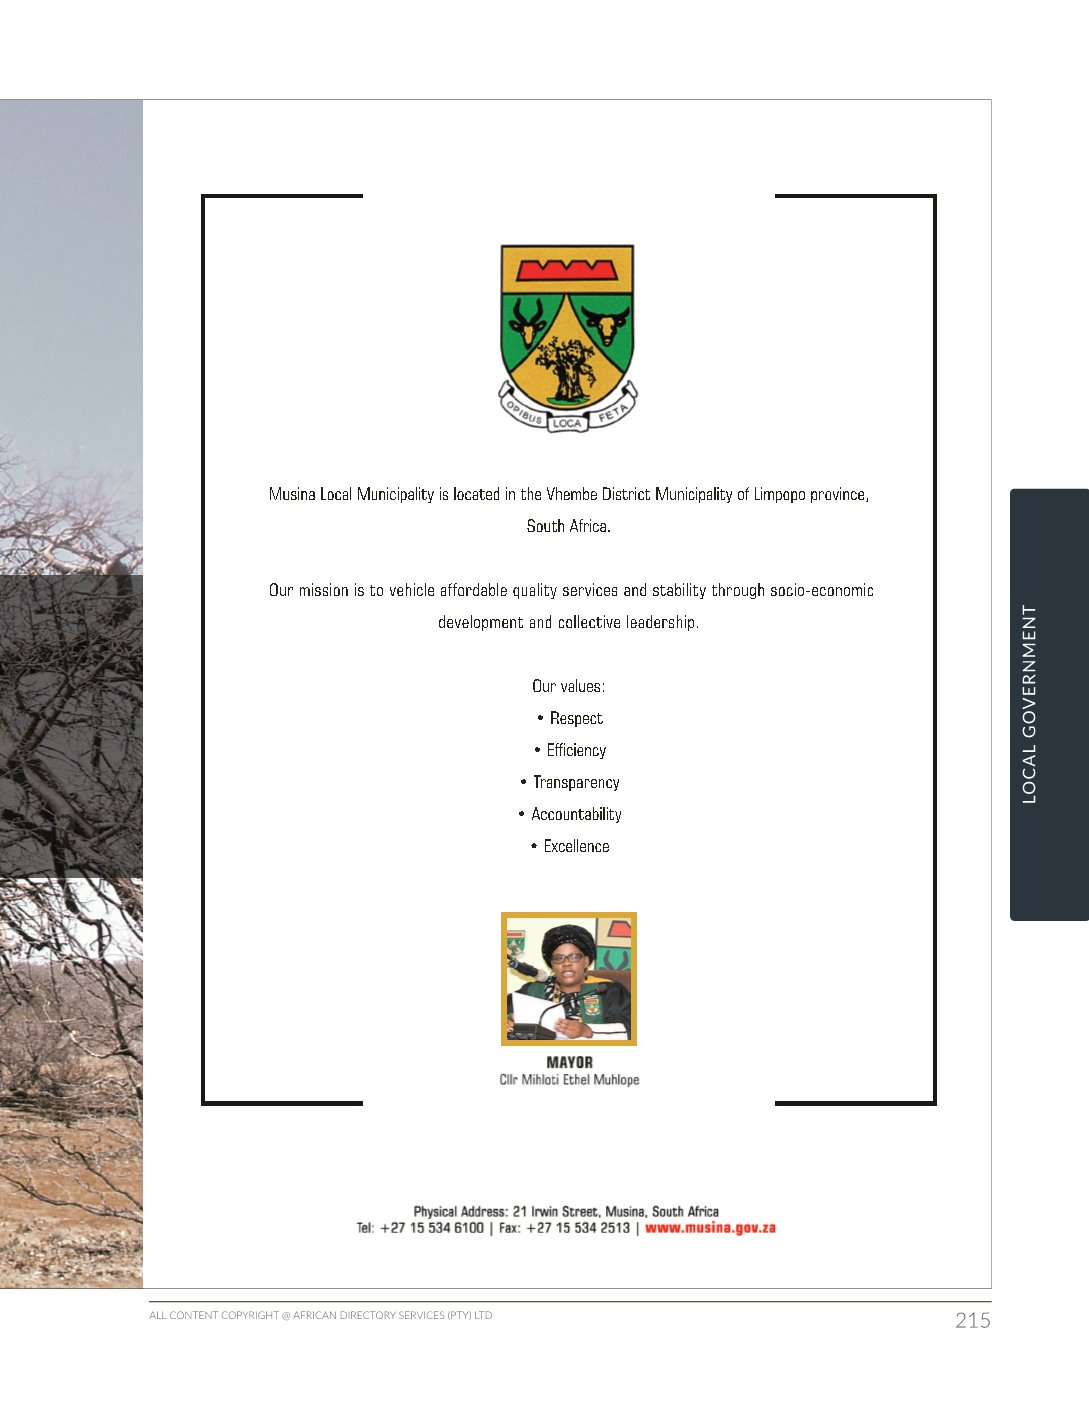 OPIBUS LOCA FETA
Musina Local Municipality is located in the Vhembe District Municipality of Limpopo province,
South Africa.
Our mission is to vehicle affordable quality services and stability through socio-economic
development and collective leadership.
Our values:
• Respect
• Efficiency
• Transparency
• Accountability
• Excellence
MAYOR
Cllr Mihloti Ethel Muhlope
Physical Address: 21 Irwin Street, Musina, South Africa
Tel: +27 15 534 6100 | Fax: +27 15 534 2513 | www.musina.gov.za
LOCAL GOVERNMENT
ALL CONTENT COPYRIGHT @ AFRICAN DIRECTORY SERVICES (PTY) LTD
215